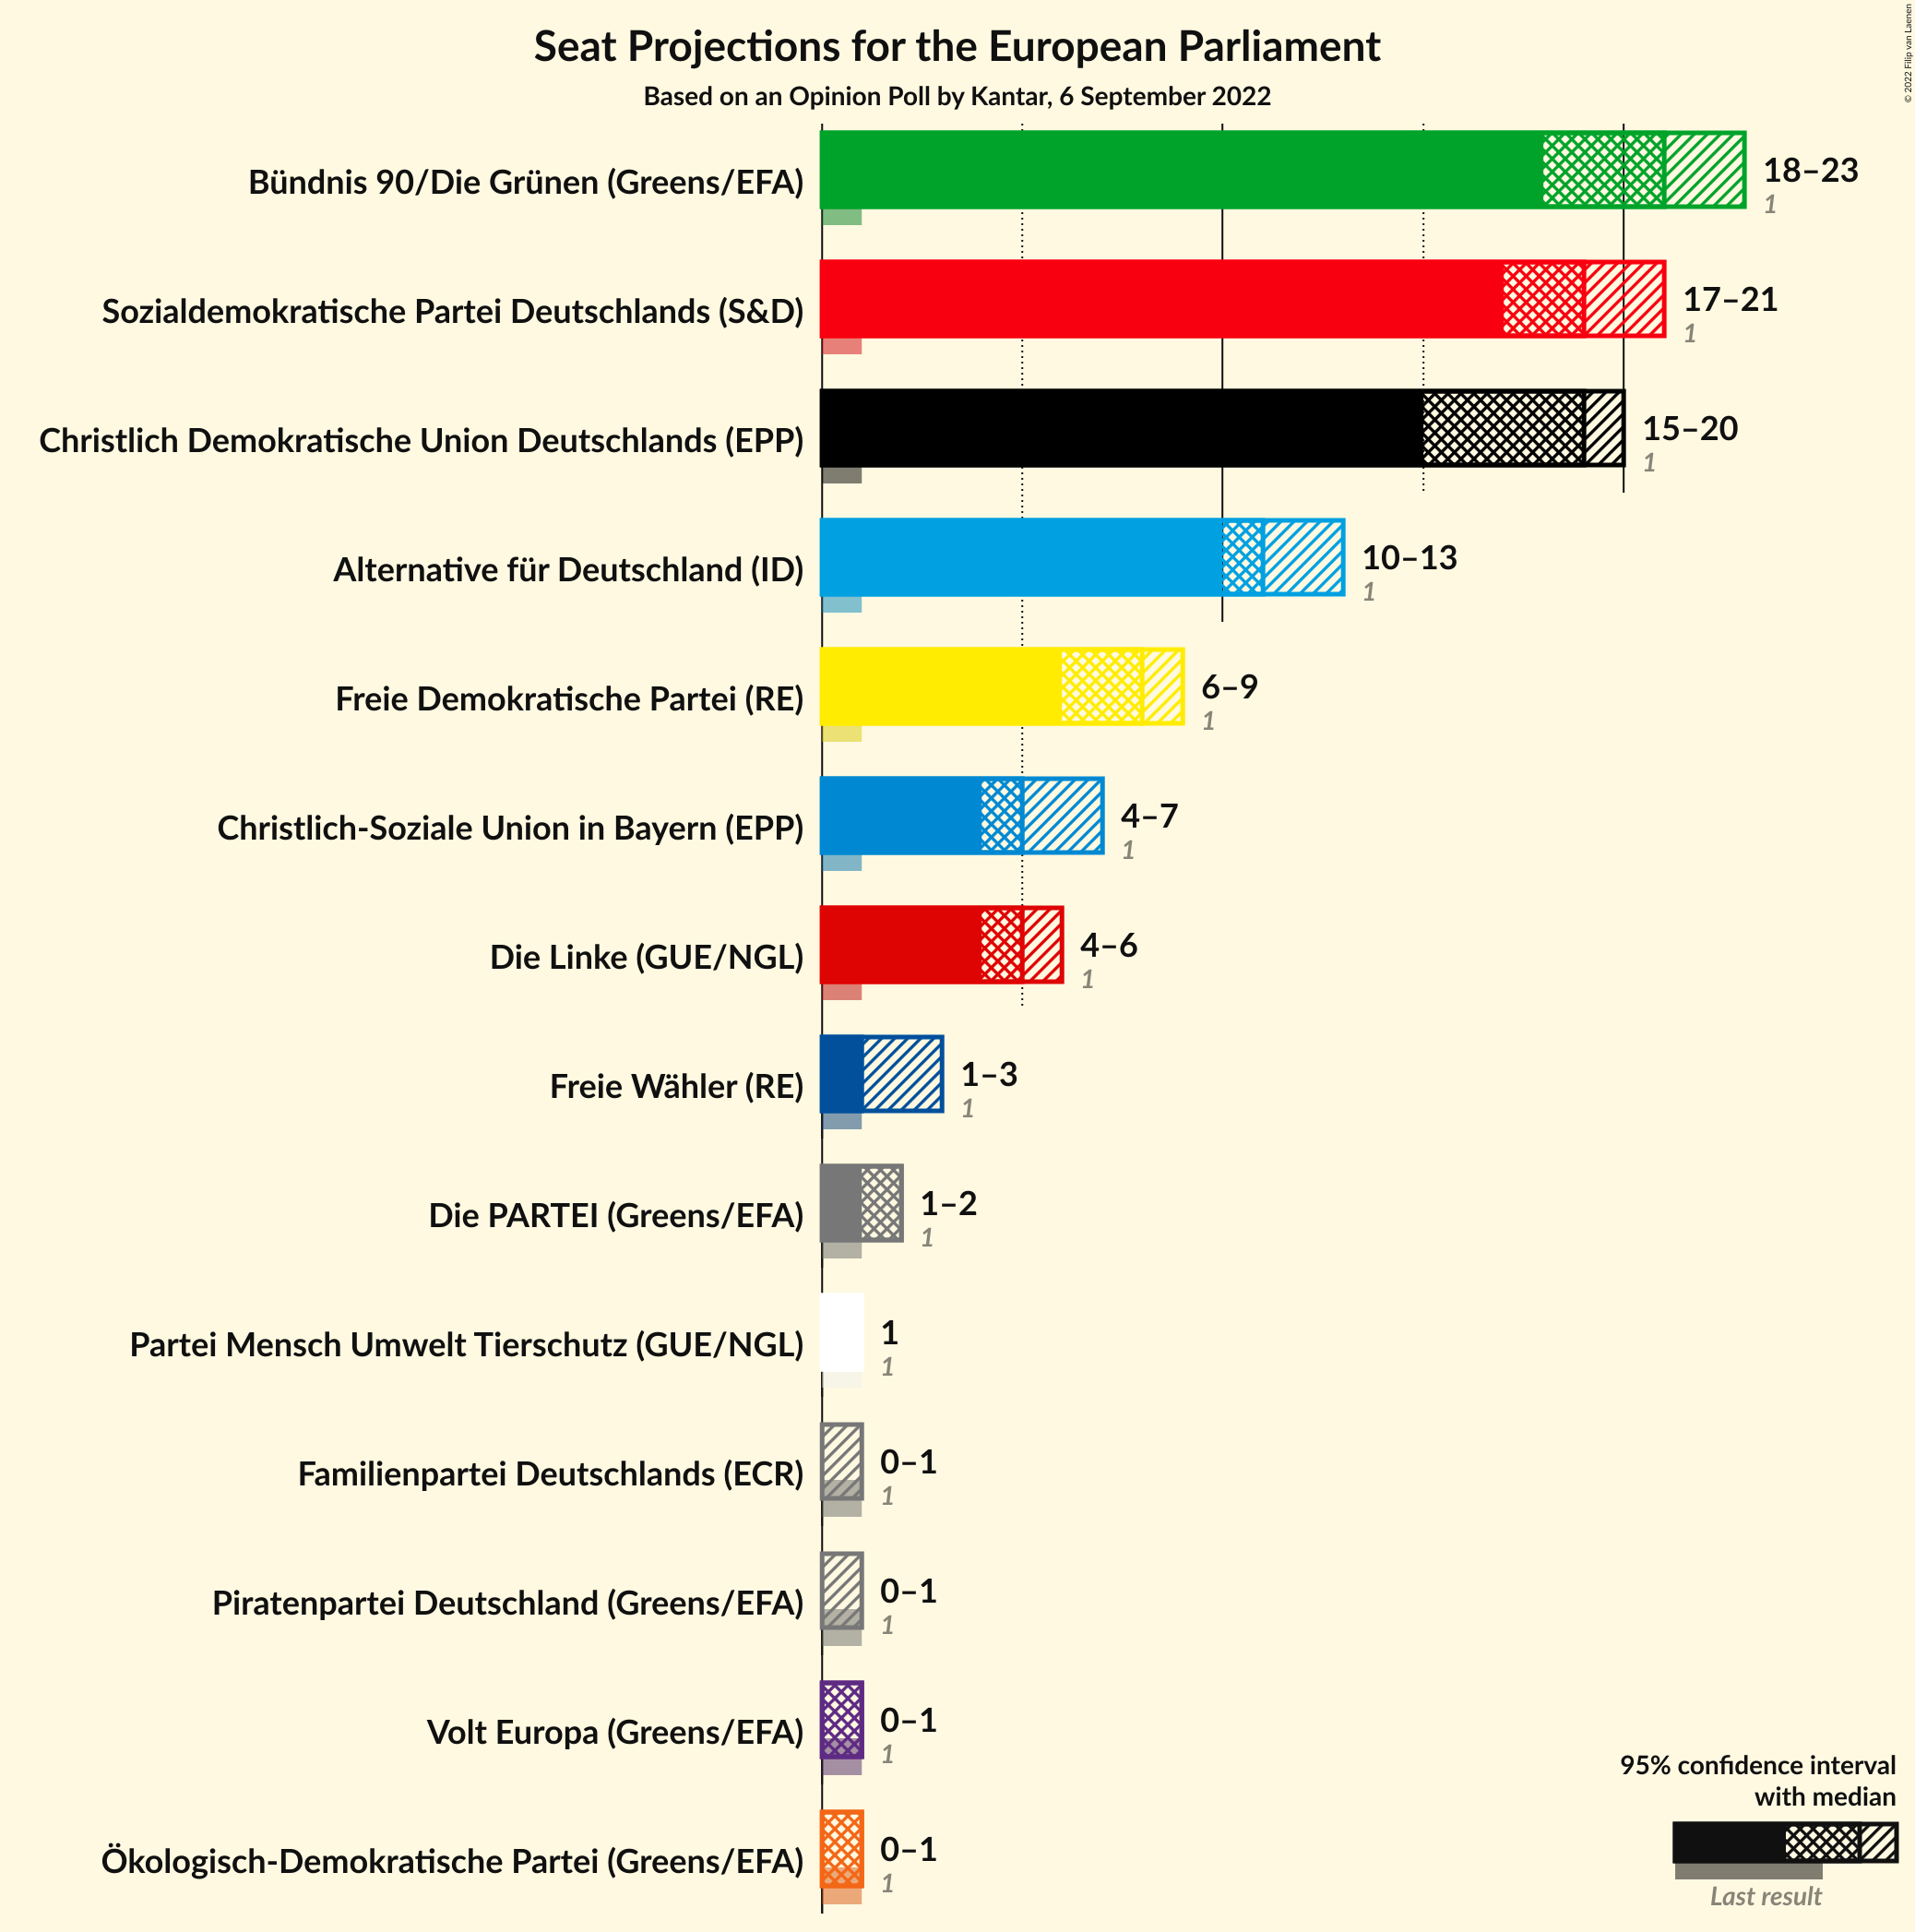 Seat Projections for the European Parliament
Based on an Opinion Poll by Kantar, 6 September 2022
© 2022 Filip van Laenen
Bündnis 90/Die Grünen (Greens/EFA)
18–23
1
Sozialdemokratische Partei Deutschlands (S&D)
17–21
1
Christlich Demokratische Union Deutschlands (EPP)
15–20
1
Alternative für Deutschland (ID)
10–13
1
Freie Demokratische Partei (RE)
6–9
1
Christlich-Soziale Union in Bayern (EPP)
4–7
1
Die Linke (GUE/NGL)
4–6
1
Freie Wähler (RE)
1–3
1
Die PARTEI (Greens/EFA)
1–2
1
Partei Mensch Umwelt Tierschutz (GUE/NGL)
1
1
Familienpartei Deutschlands (ECR)
0–1
1
Piratenpartei Deutschland (Greens/EFA)
0–1
1
Volt Europa (Greens/EFA)
0–1
1
Ökologisch-Demokratische Partei (Greens/EFA)
0–1
1
95% confidence interval
with median
Last result